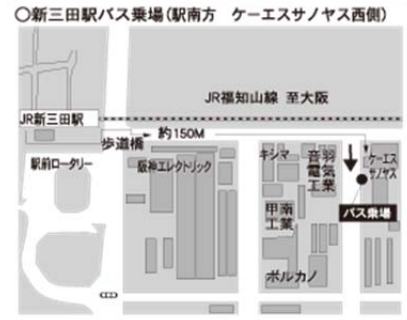 ○新三田駅バス乗場(駅南方　ケーエスサノヤス西側)
JR福知山線 至大阪
JR新三田駅
約150M
歩道橋
駅前ロータリー
阪神エレクトリック
キシマ
音羽
電気
工業
ケーエス
サノヤス
甲南
工業
バス乗場
ボルカノ